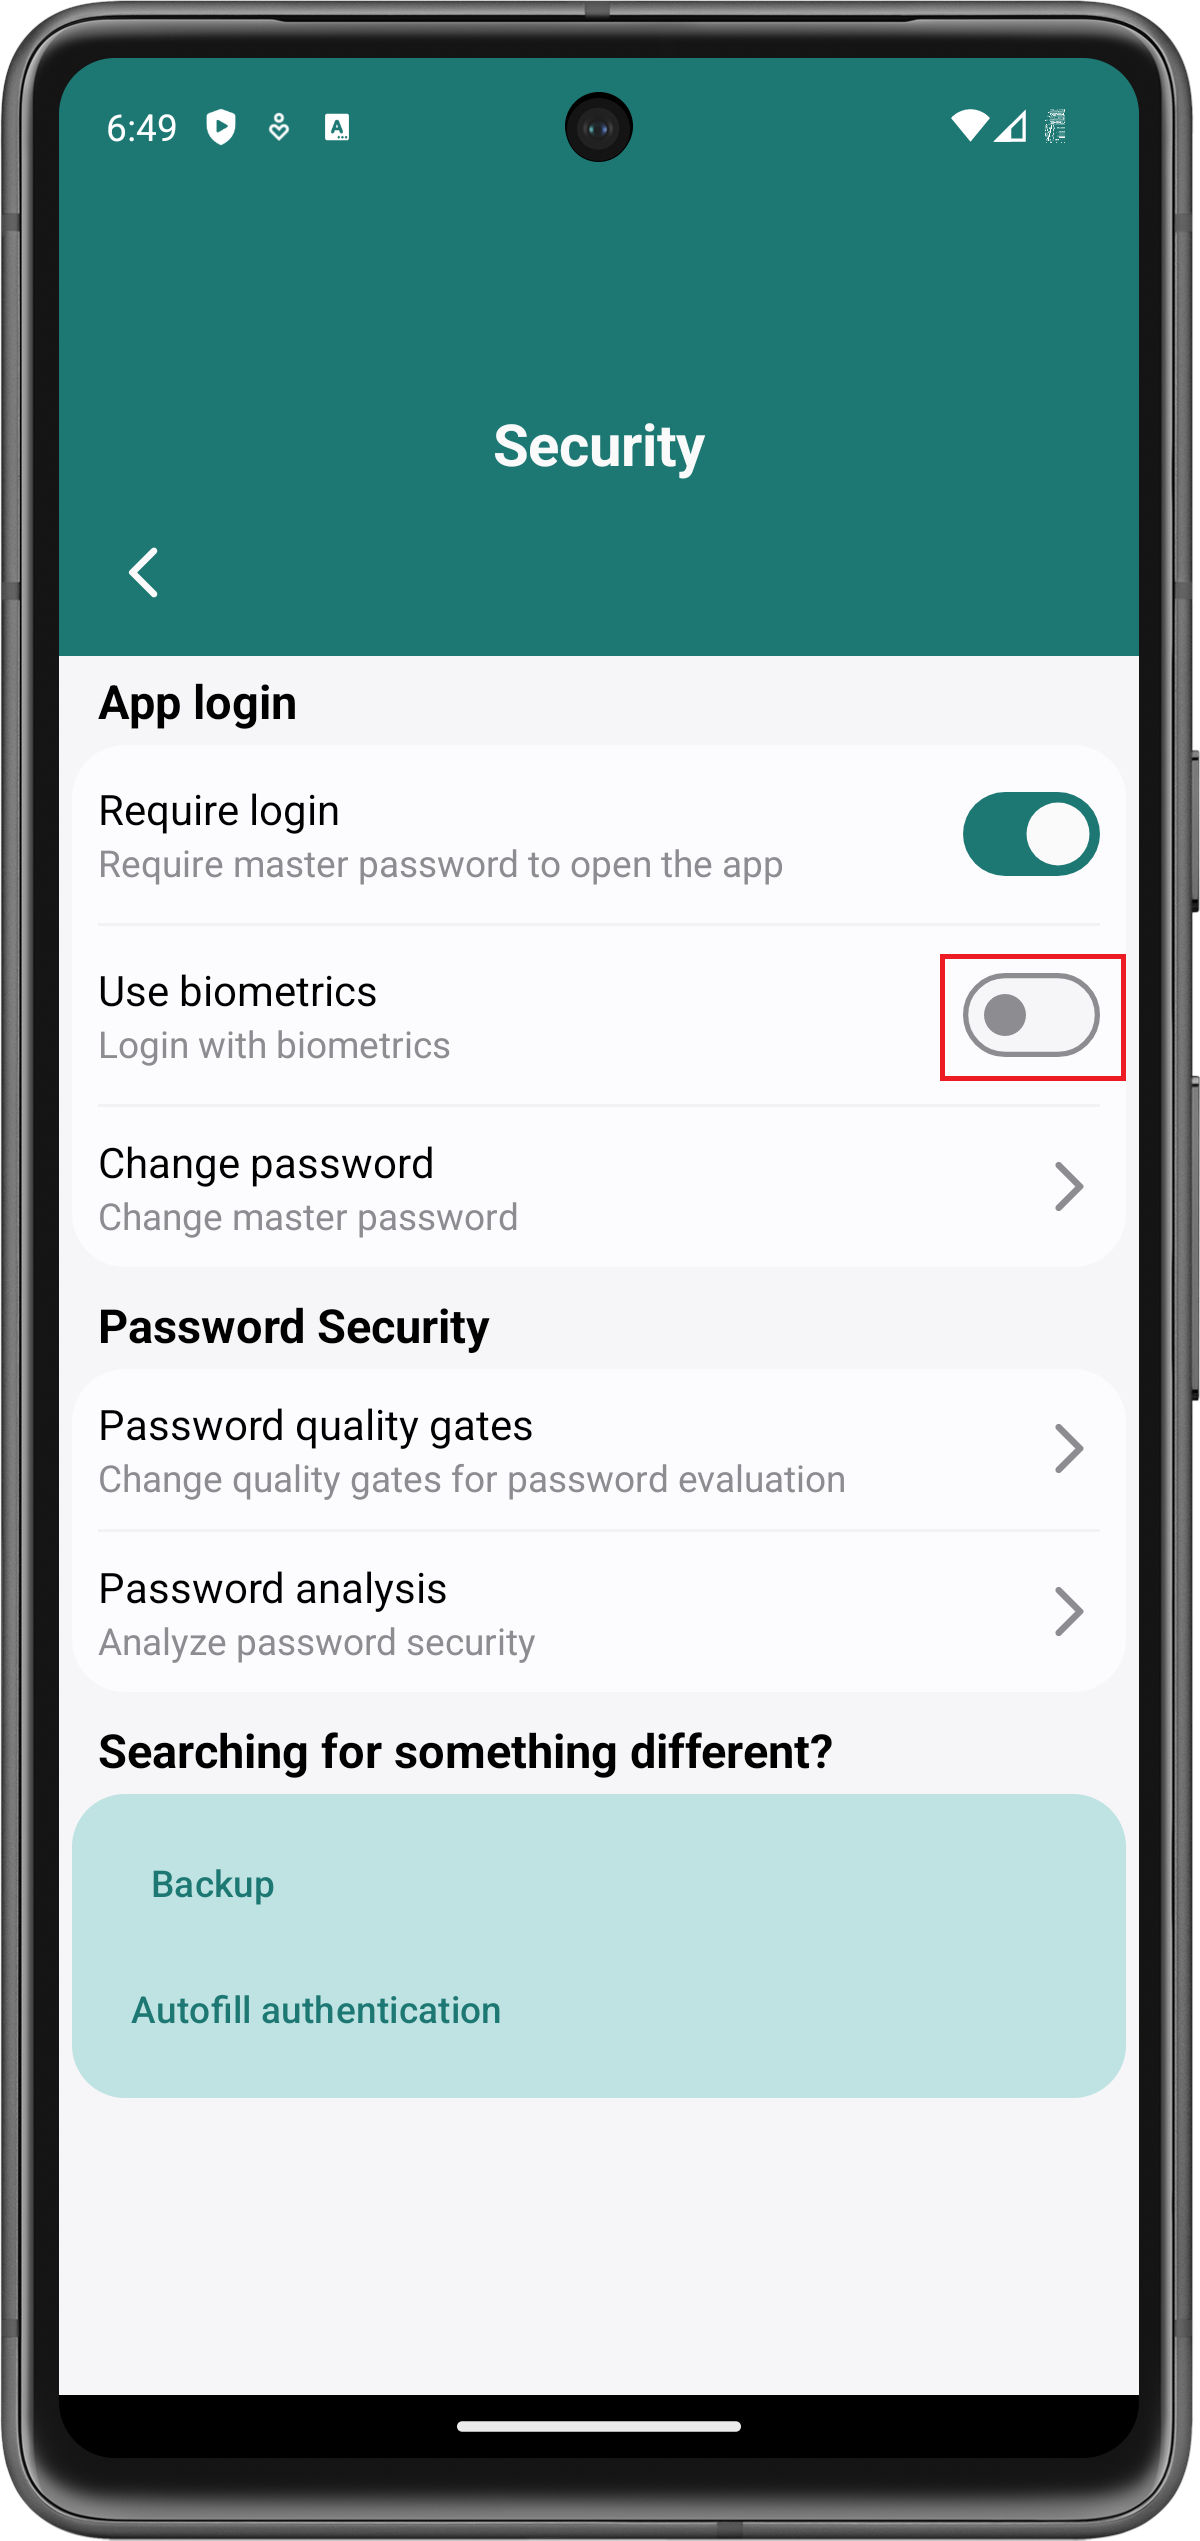 6:49
Security
App login
Require login
Require master password to open the app
Use biometrics
Login with biometrics
Change password
Change master password
Password Security
Password quality gates
Change quality gates for password evaluation
Password analysis
Analyze password security
Searching for something different?
Backup
Autofill authentication